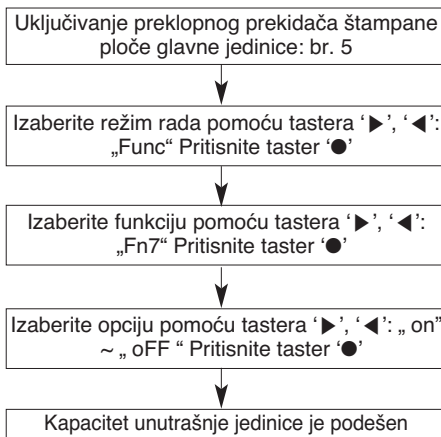 Uključivanje preklopnog prekidača štampane
ploče glavne jedinice: br. 5
Izaberite režim rada pomoću tastera ‘▶’, ‘◀’:
„Func“ Pritisnite taster ‘●’
Izaberite funkciju pomoću tastera ‘▶’, ‘◀’:
„Fn7“ Pritisnite taster ‘●’
Izaberite opciju pomoću tastera ‘▶’, ‘◀’: „ on”
~ „ oFF “ Pritisnite taster ‘●’
Kapacitet unutrašnje jedinice je podešen